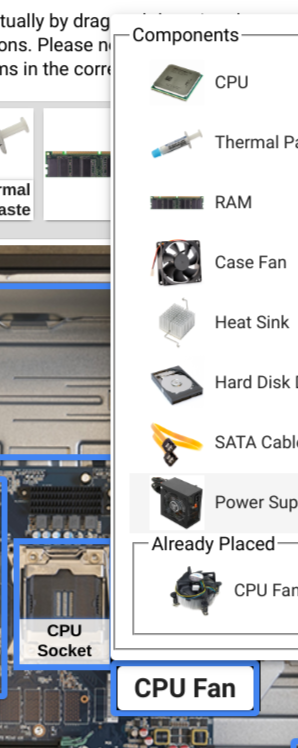 tually by drag
ons. Please n
ms in the corre
rmal
aste
Components
CPU
Thermal Pa
RAM
Case Fan
Heat Sink
Hard Disk D
SATA Cable
Power Sup
Already Placed
CPU Fan
CPU
Socket
CPU Fan